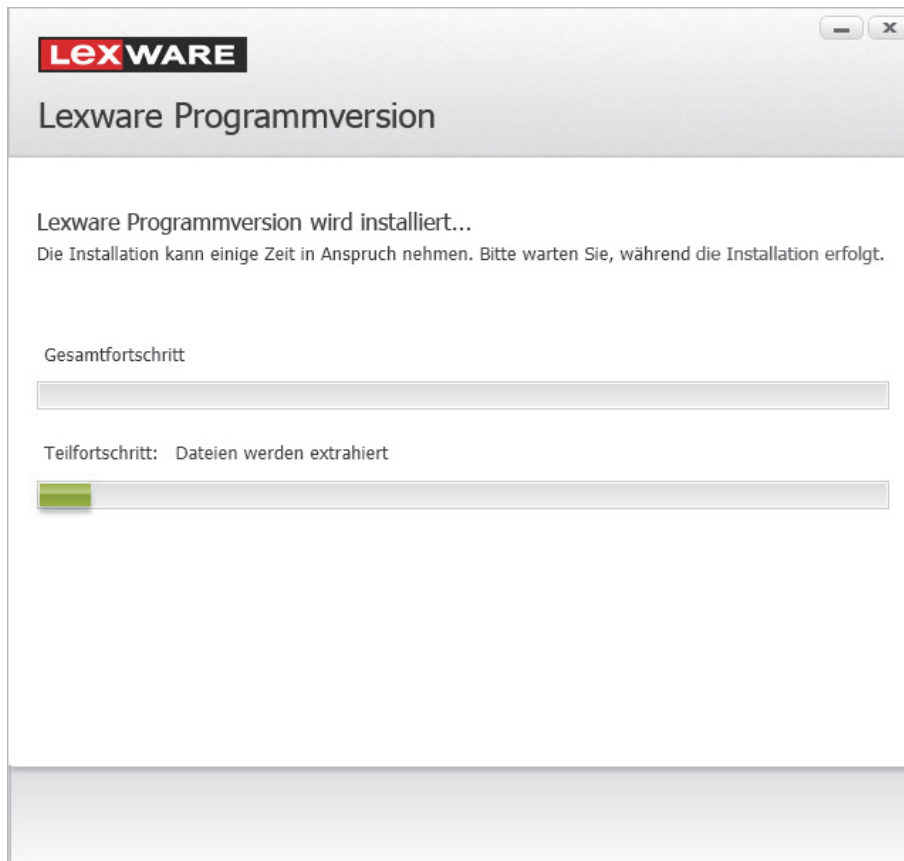 LexWARE
Lexware Programmversion
Lexware Programmversion wird installiert...
Die Installation kann einige Zeit in Anspruch nehmen. Bitte warten Sie, während die Installation erfolgt.
Gesamtfortschritt
Teilfortschritt: Dateien werden extrahiert